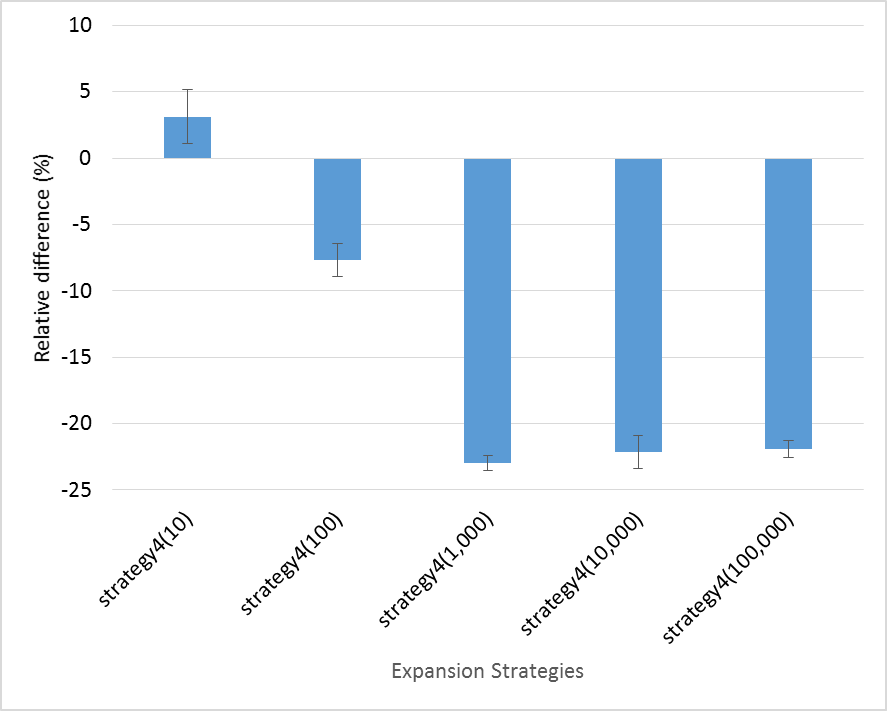 10
5
0
-5
-10
-15
-20
-25
Relative difference (%)
strategy4(10)
strategy4(100)
strategy4(1,000)
strategy4(10,000)
strategy4(100,000)
Expansion Strategies